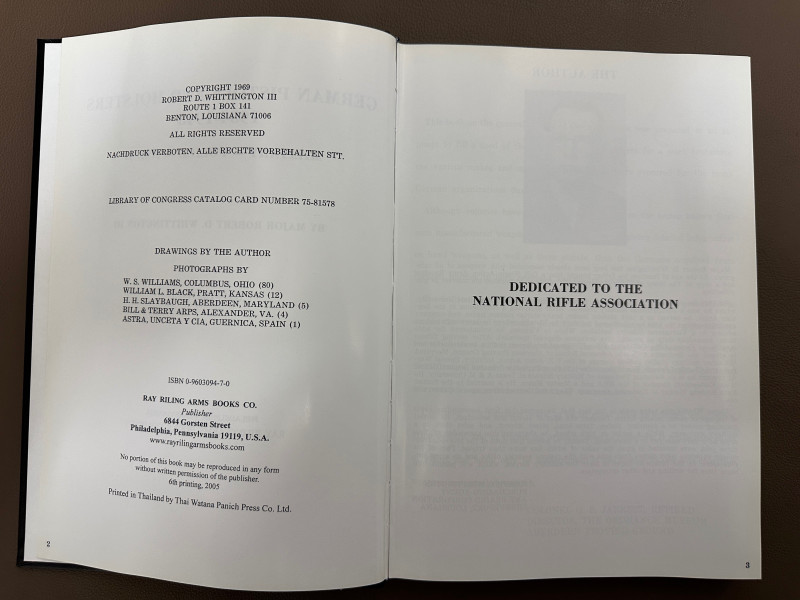 COPYRIGHT 1969
ROBERT D. WHITTINGTON III
ROUTE 1 BOX 141
BENTON, LOUISIANA 71006
ALL RIGHTS RESERVED
NACHDRUCK VERBOTEN. ALLE RECHTE VORBEHALTEN STT.
LIBRARY OF CONGRESS CATALOG CARD NUMBER 75-81578
DRAWINGS BY THE AUTHOR
PHOTOGRAPHS BY
W. S. WILLIAMS, COLUMBUS, OHIO (80)
WILLIAM L. BLACK, PRATT, KANSAS (12)
H. H. SLAYBAUGH, ABERDEEN, MARYLAND (5)
BILL & TERRY ARPS, ALEXANDER, VA. (4)
ASTRA, UNCETA Y CIA, GUERNICA, SPAIN (1)
ISBN 0-9603094-7-0
RAY RILING ARMS BOOKS CO.
Publisher
6844 Gorsten Street
Philadelphia, Pennsylvania 19119, U.S.A.
www.rayrilingarmsbooks.com
No portion of this book may be reproduced in any form
without written permission of the publisher.
6th printing, 2005
Printed in Thailand by Thai Watana Panich Press Co. Ltd.
2
DEDICATED TO THE
NATIONAL RIFLE ASSOCIATION
3